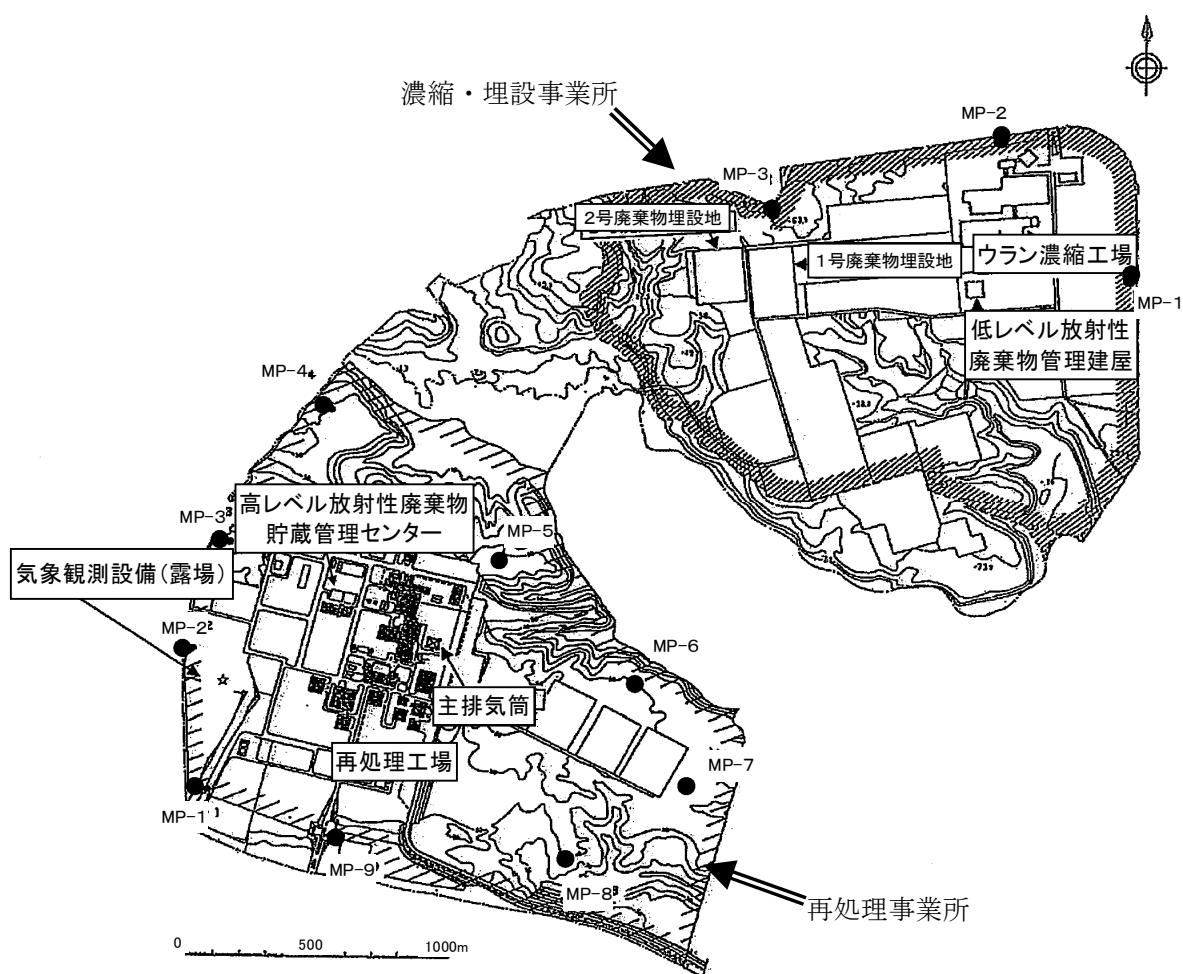 濃縮・埋設事業所
MP-2
MP-3
2号廃棄物埋設地
1号廃棄物埋設地
ウラン濃縮工場
MP-1
低レベル放射性
廃棄物管理建屋
MP-4
高レベル放射性廃棄物
貯蔵管理センター
MP-3
MP-5
気象観測設備(露場)
MP-2
MP-6
主排気筒
再処理工場
MP-7
MP-1
MP-9
MP-8
再処理事業所
0 500 1000m